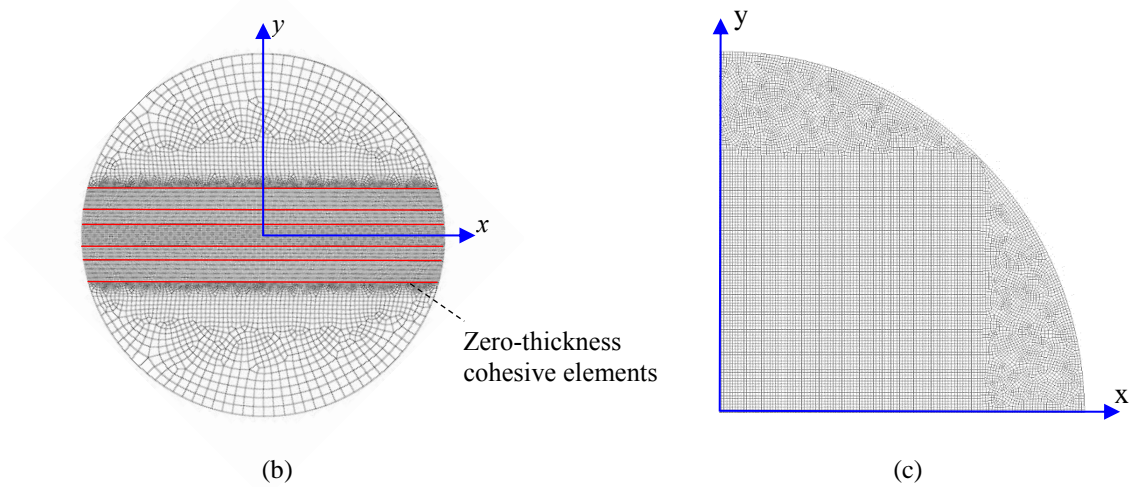 y
x
Zero-thickness
cohesive elements
(b)
y
x
(c)